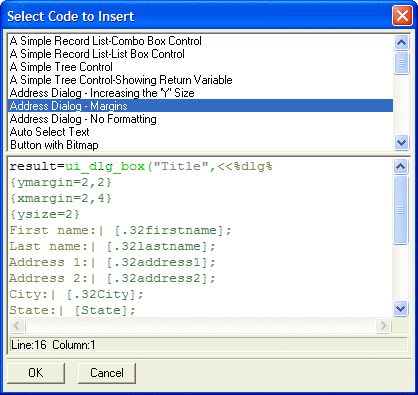 Select Code to Insert
A Simple Record List-Combo Box Control
A Simple Record List-List Box Control
A Simple Tree Control
A Simple Tree Control-Showing Return Variable
Address Dialog - Increasing the 'Y' Size
Address Dialog - Margins
Address Dialog - No Formatting
Auto Select Text
Button with Bitmap
result=ui_dlg_box("Title",<<%dlg%
{ymargin=2,2}
{xmargin=2,4}
{ysize=2}
First name:| [.32firstname];
Last name:| [.32lastname];
Address 1:| [.32address1];
Address 2:| [.32address2];
City:| [.32City];
State:| [State];
Line:16 Column:1
OK Cancel